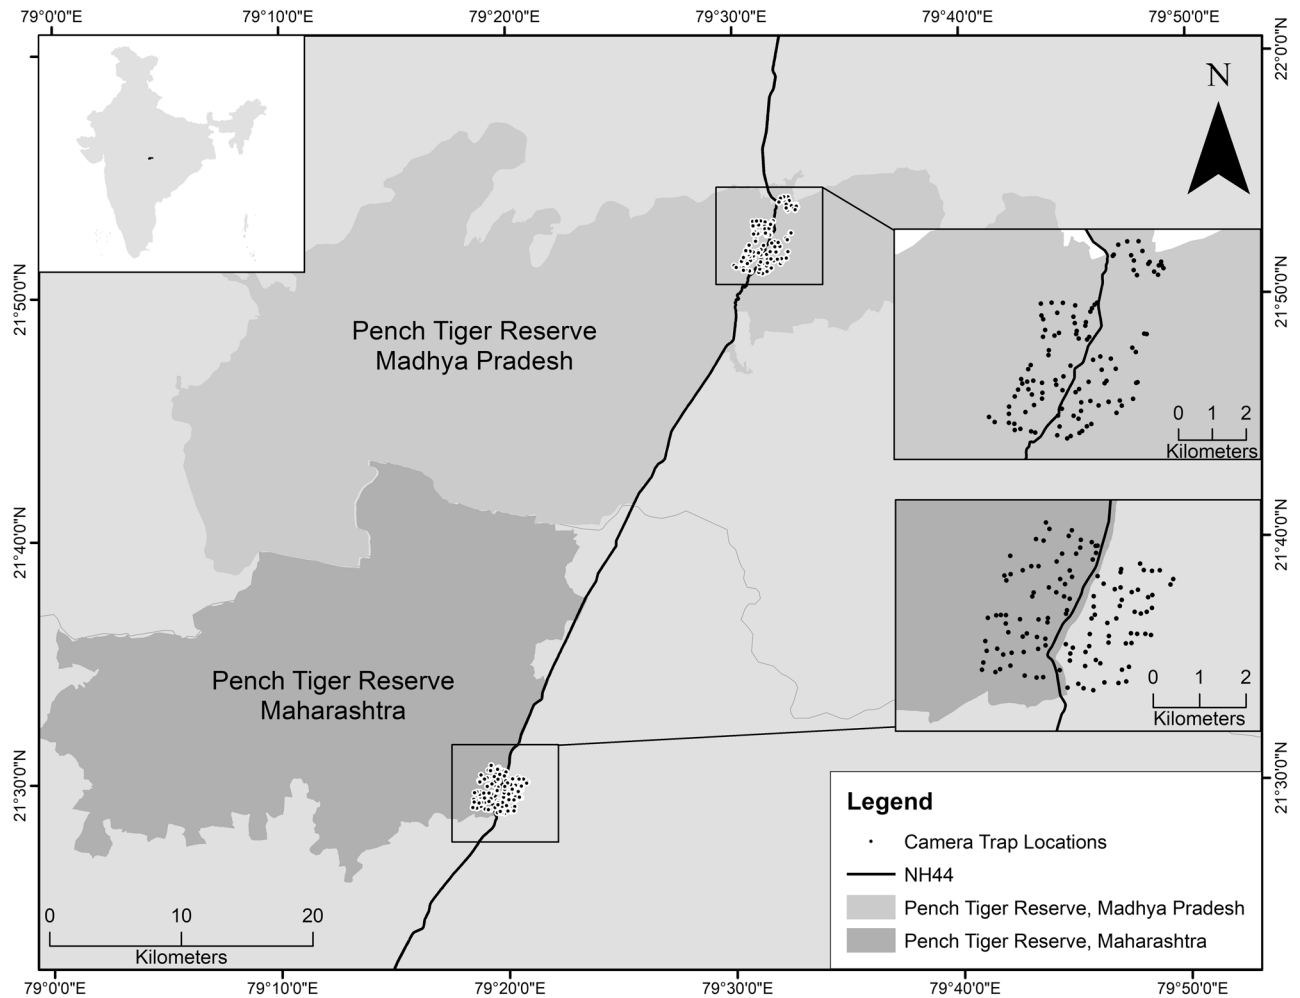 79°0'0"E
79°10'0"E
79°20'0"E
79°30'0"E
79°40'0"E
79°50'0"E
22°0'0"N
N
21°50'0"N
21°50'0"N
Pench Tiger Reserve
Madhya Pradesh
0 1 2
Kilometers
21°40'0"N
21°40'0"N
Pench Tiger Reserve
Maharashtra
0 1 2
Kilometers
21°30'0"N
21°30'0"N
Legend
Camera Trap Locations
NH44
Pench Tiger Reserve, Madhya Pradesh
Pench Tiger Reserve, Maharashtra
0 10 20
Kilometers
79°0'0"E
79°10'0"E
79°20'0"E
79°30'0"E
79°40'0"E
79°50'0"E